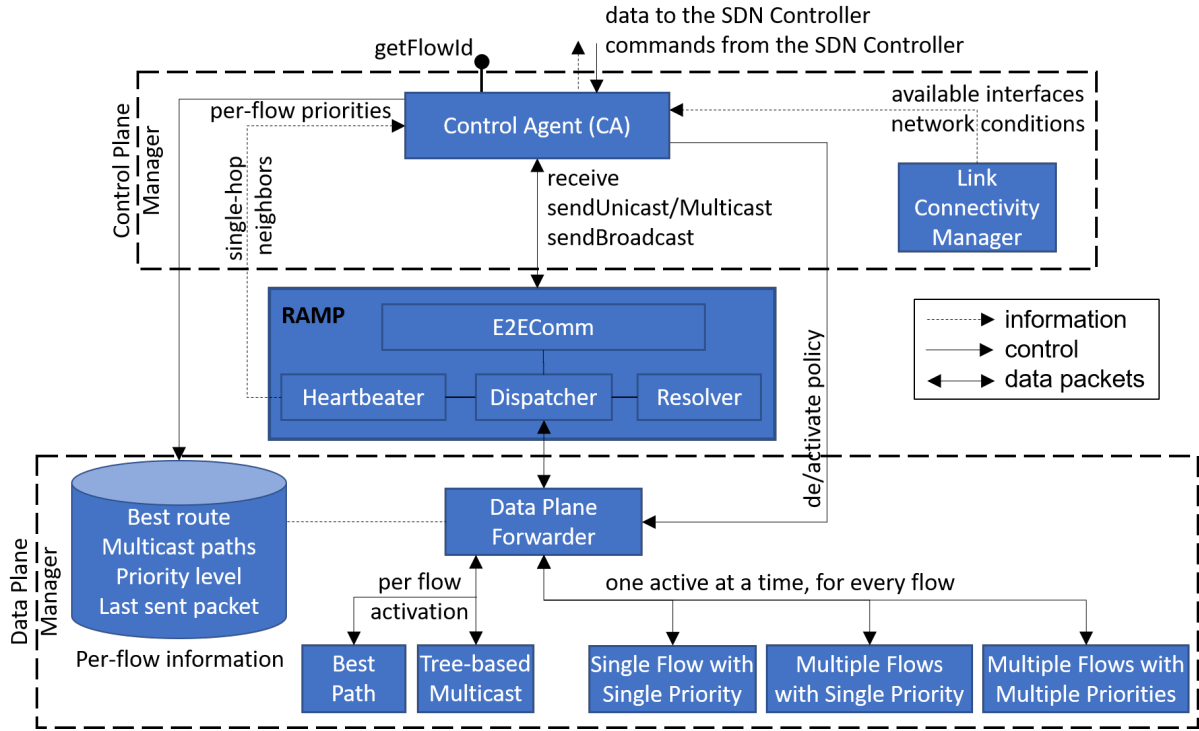 data to the SDN Controller
commands from the SDN Controller
getFlowId
Control Plane
Manager
per-flow priorities
Control Agent (CA)
available interfaces
network conditions
single-hop
neighbors
receive
sendUnicast/Multicast
sendBroadcast
Link
Connectivity
Manager
RAMP
E2EComm
Heartbeater
Dispatcher
Resolver
information
control
data packets
de/activate policy
Data Plane
Manager
Best route
Multicast paths
Priority level
Last sent packet
Per-flow information
Data Plane
Forwarder
per flow
activation
one active at a time, for every flow
Best
Path
Tree-based
Multicast
Single Flow with
Single Priority
Multiple Flows
with Single Priority
Multiple Flows with
Multiple Priorities